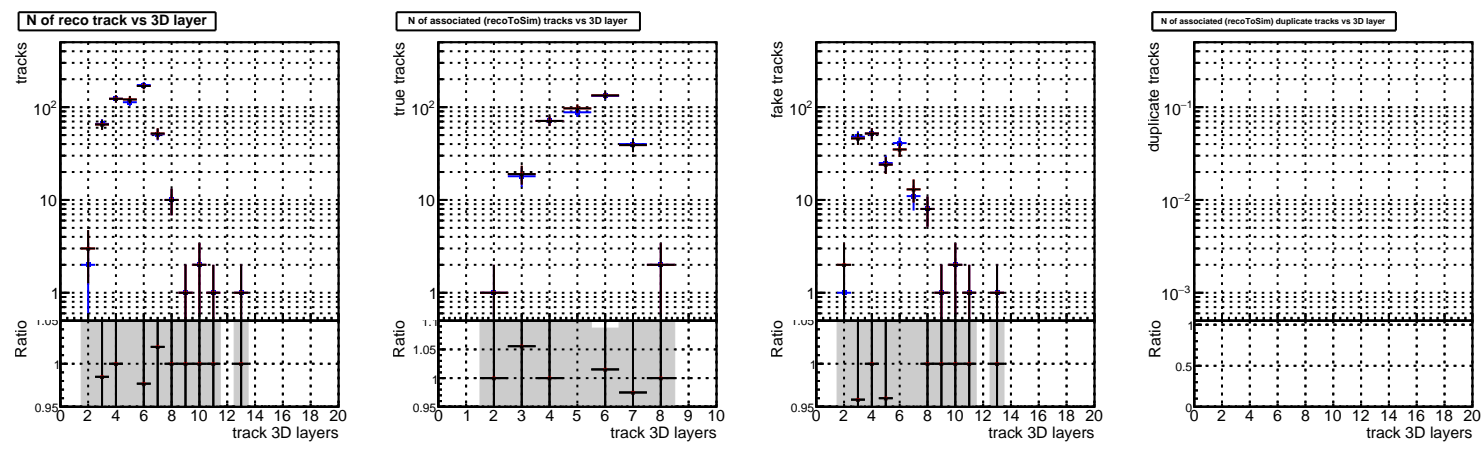 N of reco track vs 3D layer
tracks
10²
10
1
Ratio
1.05
1
0.95
0 2 4 6 8 10 12 14 16 18 20
track 3D layers
N of associated (recoToSim) tracks vs 3D layer
true tracks
10²
10
1
Ratio
1.05
1
0.95
0 1 2 3 4 5 6 7 8 9 10
track 3D layers
fake tracks
10²
10
1
Ratio
1.05
1
0.95
0 2 4 6 8 10 12 14 16 18 20
track 3D layers
N of associated (recoToSim) duplicate tracks vs 3D layer
duplicate tracks
10⁻¹
10⁻²
10⁻³
Ratio
1
0.5
0
0 2 4 6 8 10 12 14 16 18 20
track 3D layers